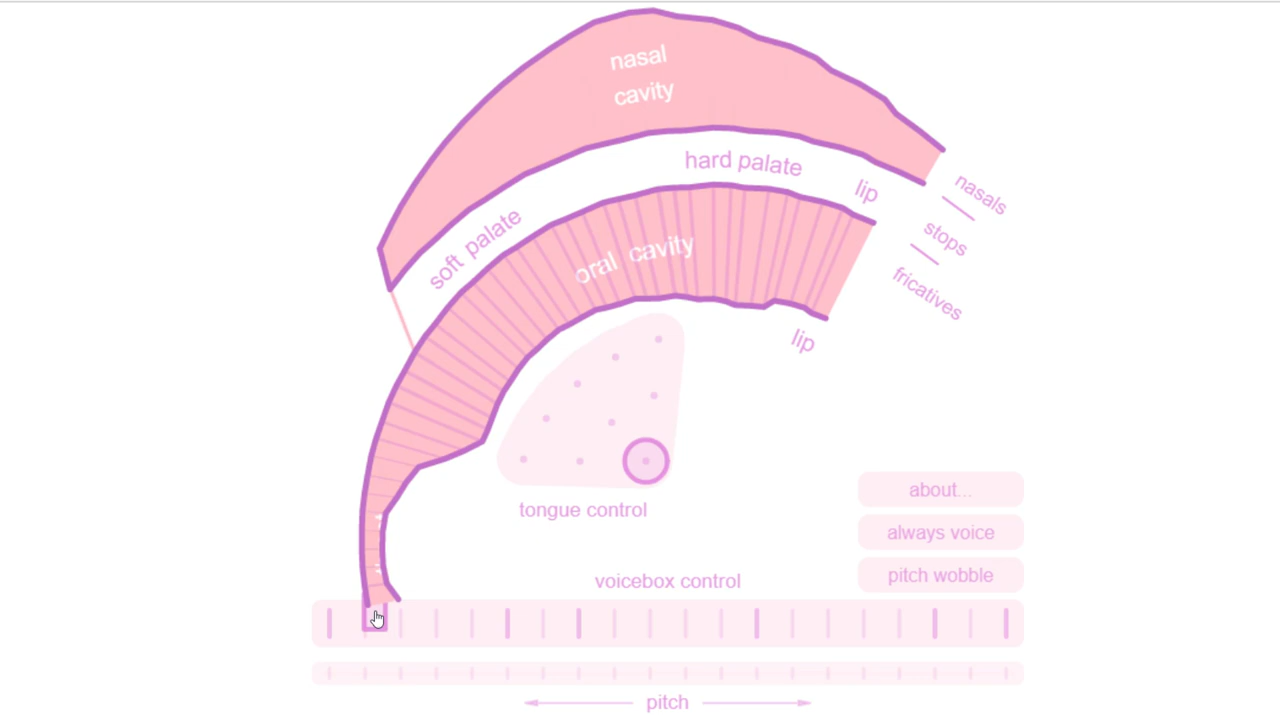 nasal
cavity
hard palate
lip
nasals
soft palate
stops
oral cavity
fricatives
lip
tongue control
about...
always voice
pitch wobble
voicebox control
pitch